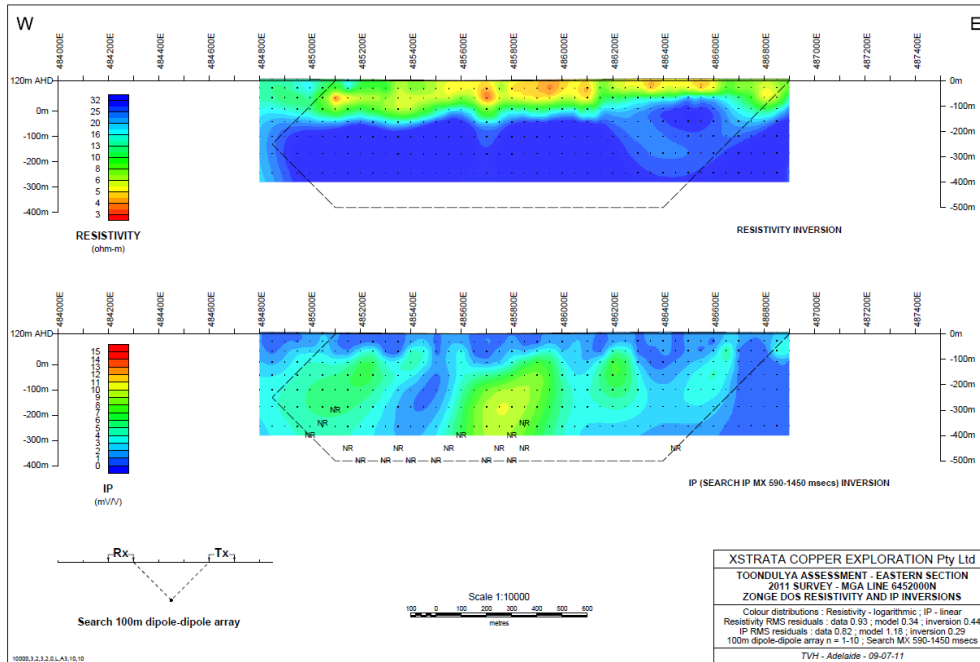 W
E
484000E 484200E 484400E 484600E 484800E 485000E 485200E 485400E 485600E 485800E 486000E 486200E 486400E 486600E 486800E 487000E 487200E 487400E
120m AHD
0m
-100m
-200m
-300m
-400m
0m
-100m
-200m
-300m
-400m
-500m
32
25
20
16
13
10
8
6
5
4
3
RESISTIVITY
(ohm-m)
RESISTIVITY INVERSION
484000E 484200E 484400E 484600E 484800E 485000E 485200E 485400E 485600E 485800E 486000E 486200E 486400E 486600E 486800E 487000E 487200E 487400E
120m AHD
0m
-100m
-200m
-300m
-400m
0m
-100m
-200m
-300m
-400m
-500m
15
14
13
12
11
10
9
8
7
6
5
4
3
2
1
0
IP
(mV/V)
NR
NR NR
NR NR NR
NR NR NR NR NR
NR NR NR NR NR NR
IP (SEARCH IP MX 590-1450 msecs) INVERSION
Rx Tx
Search 100m dipole-dipole array
Scale 1:10000
100 0 100 200 300 400 500 600
metres
XSTRATA COPPER EXPLORATION Pty Ltd
TOONDULYA ASSESSMENT - EASTERN SECTION
2011 SURVEY - MGA LINE 6452000N
ZONGE DOS RESISTIVITY AND IP INVERSIONS
Colour distributions : Resistivity - logarithmic ; IP - linear
Resistivity RMS residuals : data 0.93 ; model 0.34 ; inversion 0.44
IP RMS residuals : data 0.82 ; model 1.18 ; inversion 0.29
100m dipole-dipole array n = 1-10 ; Search MX 590-1450 msecs
TVH - Adelaide - 09-07-11
10000,3,2,3,2,0,L,A3,10,10